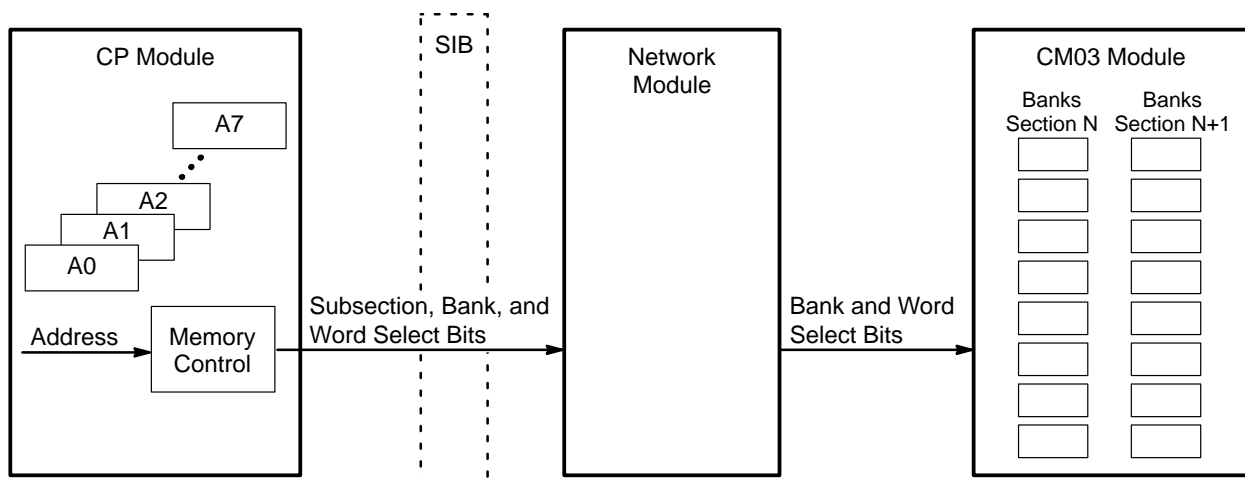 CP Module
A7
A2
A1
A0
Address
Memory
Control
SIB
Subsection, Bank, and
Word Select Bits
Network
Module
Bank and Word
Select Bits
CM03 Module
Banks
Section N
Banks
Section N+1